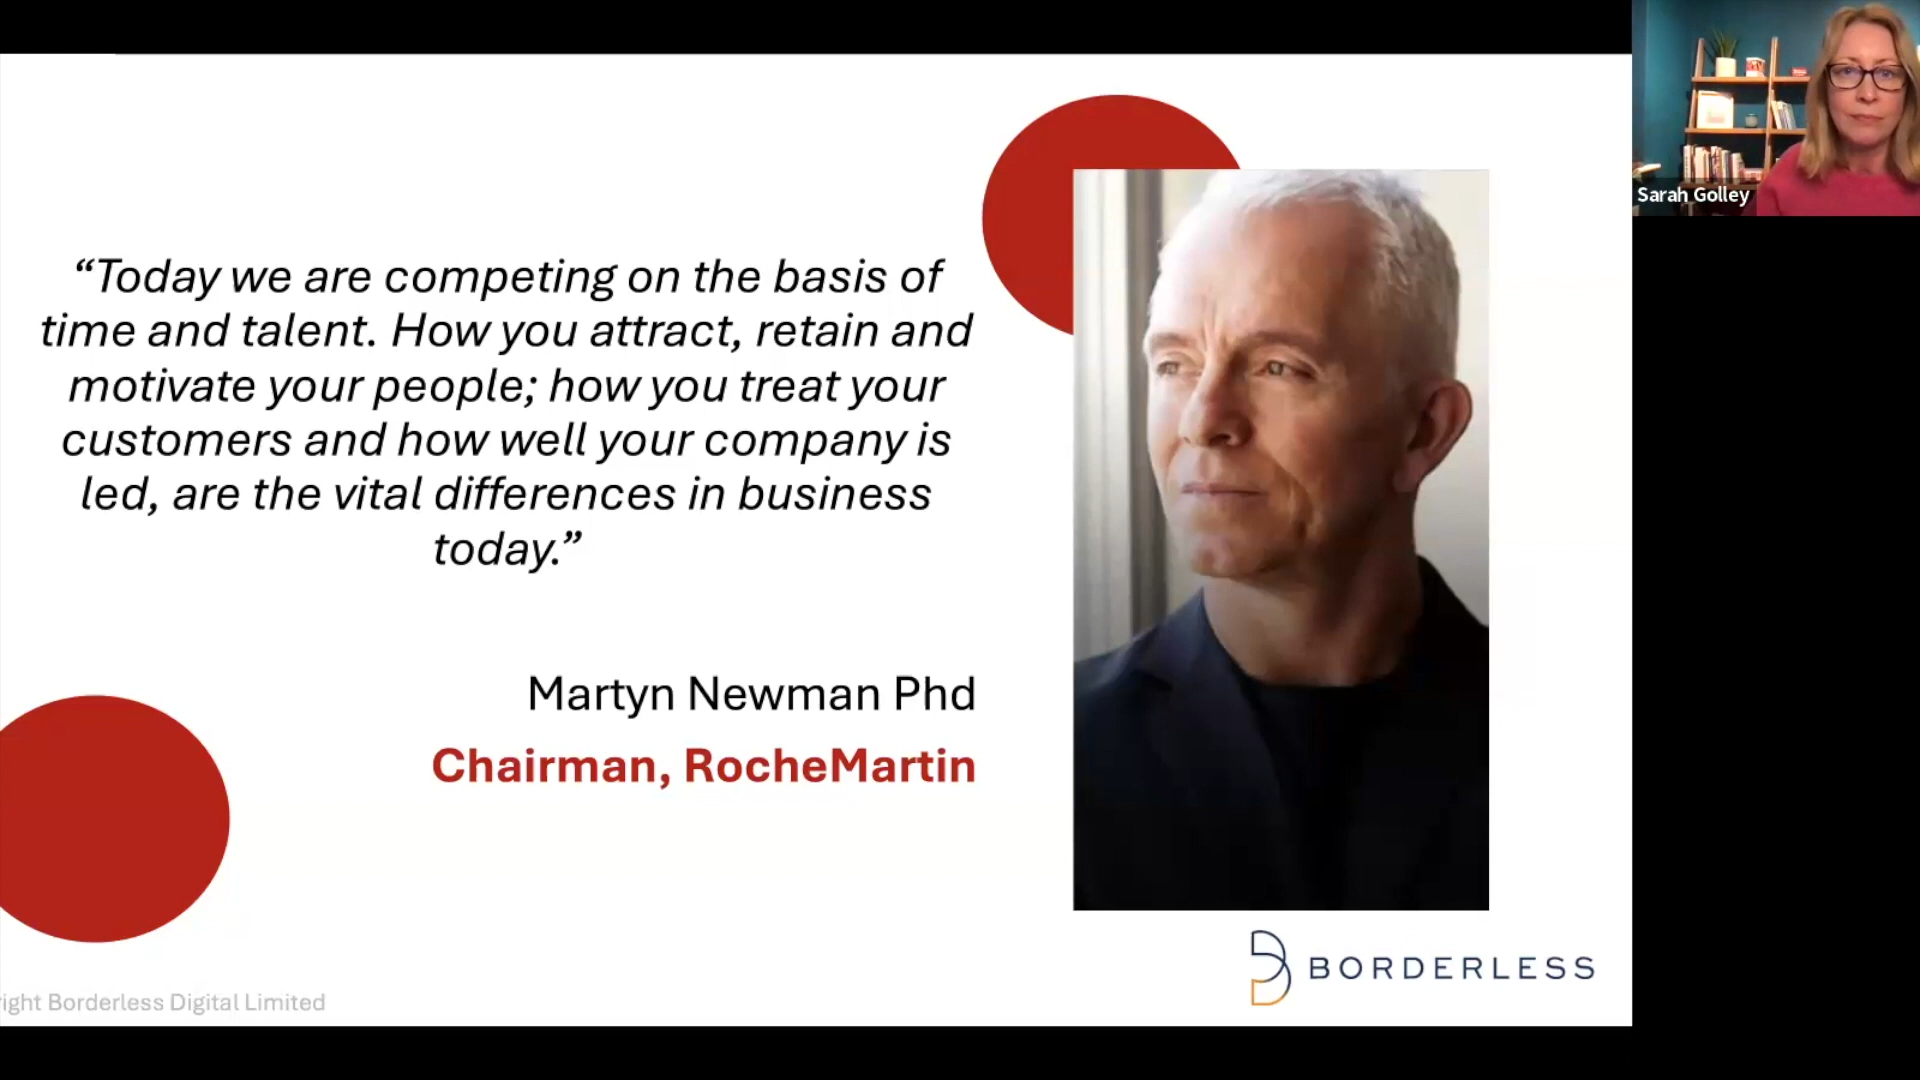 “Today we are competing on the basis of
time and talent. How you attract, retain and
motivate your people; how you treat your
customers and how well your company is
led, are the vital differences in business
today.”
Martyn Newman Phd
Chairman, RocheMartin
BORDERLESS
right Borderless Digital Limited
Sarah Golley